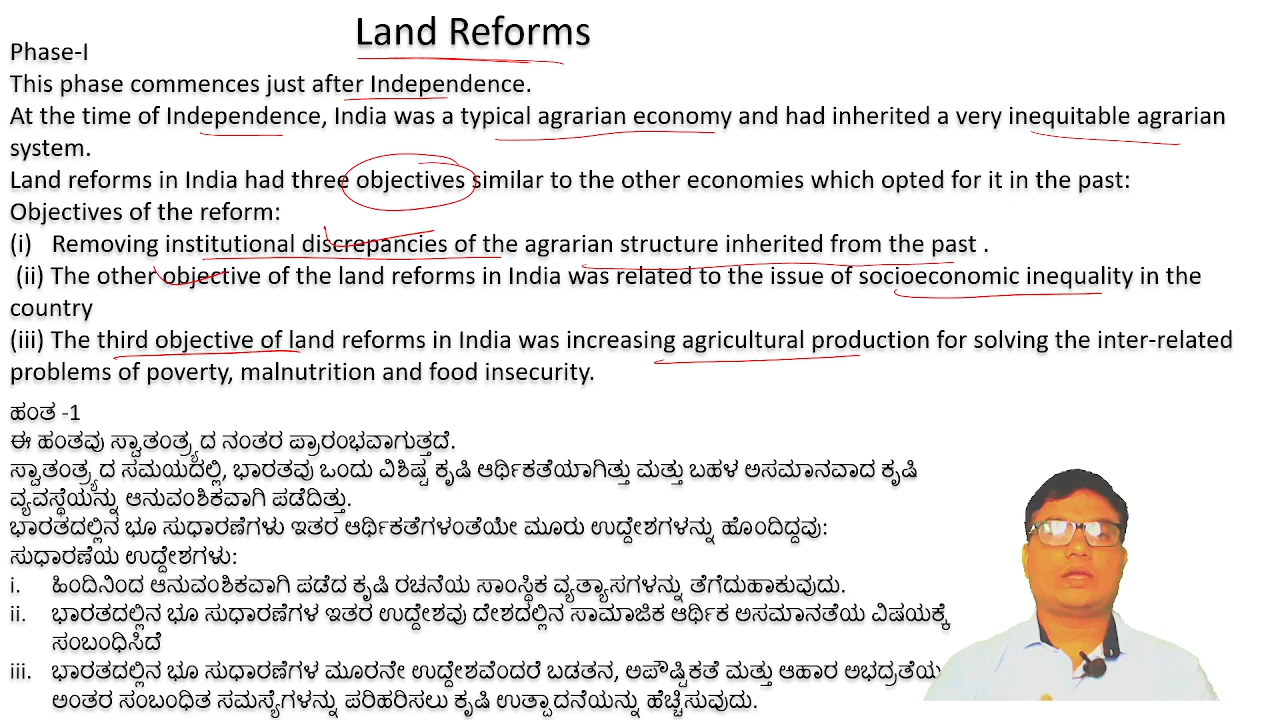 Land Reforms
Phase-I
This phase commences just after Independence.
At the time of Independence, India was a typical agrarian economy and had inherited a very inequitable agrarian
system.
Land reforms in India had three objectives similar to the other economies which opted for it in the past:
Objectives of the reform:
(i) Removing institutional discrepancies of the agrarian structure inherited from the past .
(ii) The other objective of the land reforms in India was related to the issue of socioeconomic inequality in the
country
(iii) The third objective of land reforms in India was increasing agricultural production for solving the inter-related
problems of poverty, malnutrition and food insecurity.
ಹಂತ -1
ಈ ಹಂತವು ಸ್ವಾತಂತ್ರ್ಯದ ನಂತರ ಪ್ರಾರಂಭವಾಗುತ್ತದೆ.
ಸ್ವಾತಂತ್ರ್ಯದ ಸಮಯದಲ್ಲಿ, ಭಾರತವು ಒಂದು ವಿಶಿಷ್ಟ ಕೃಷಿ ಆರ್ಥಿಕತೆಯಾಗಿತ್ತು ಮತ್ತು ಬಹಳ ಅಸಮಾನವಾದ ಕೃಷಿ
ವ್ಯವಸ್ಥೆಯನ್ನು ಆನುವಂಶಿಕವಾಗಿ ಪಡೆದಿತ್ತು.
ಭಾರತದಲ್ಲಿನ ಭೂ ಸುಧಾರಣೆಗಳು ಇತರ ಆರ್ಥಿಕತೆಗಳಂತೆಯೇ ಮೂರು ಉದ್ದೇಶಗಳನ್ನು ಹೊಂದಿದ್ದವು:
ಸುಧಾರಣೆಯ ಉದ್ದೇಶಗಳು:
i. ಹಿಂದಿನಿಂದ ಆನುವಂಶಿಕವಾಗಿ ಪಡೆದ ಕೃಷಿ ರಚನೆಯ ಸಾಂಸ್ಥಿಕ ವ್ಯತ್ಯಾಸಗಳನ್ನು ತೆಗೆದುಹಾಕುವುದು.
ii. ಭಾರತದಲ್ಲಿನ ಭೂ ಸುಧಾರಣೆಗಳ ಇತರ ಉದ್ದೇಶವು ದೇಶದಲ್ಲಿನ ಸಾಮಾಜಿಕ ಆರ್ಥಿಕ ಅಸಮಾನತೆಯ ವಿಷಯಕ್ಕೆ
ಸಂಬಂಧಿಸಿದೆ
iii. ಭಾರತದಲ್ಲಿನ ಭೂ ಸುಧಾರಣೆಗಳ ಮೂರನೇ ಉದ್ದೇಶವೆಂದರೆ ಬಡತನ, ಅಪೌಷ್ಟಿಕತೆ ಮತ್ತು ಆಹಾರ ಅಭದ್ರತೆಯ
ಅಂತರ ಸಂಬಂಧಿತ ಸಮಸ್ಯೆಗಳನ್ನು ಪರಿಹರಿಸಲು ಕೃಷಿ ಉತ್ಪಾದನೆಯನ್ನು ಹೆಚ್ಚಿಸುವುದು.